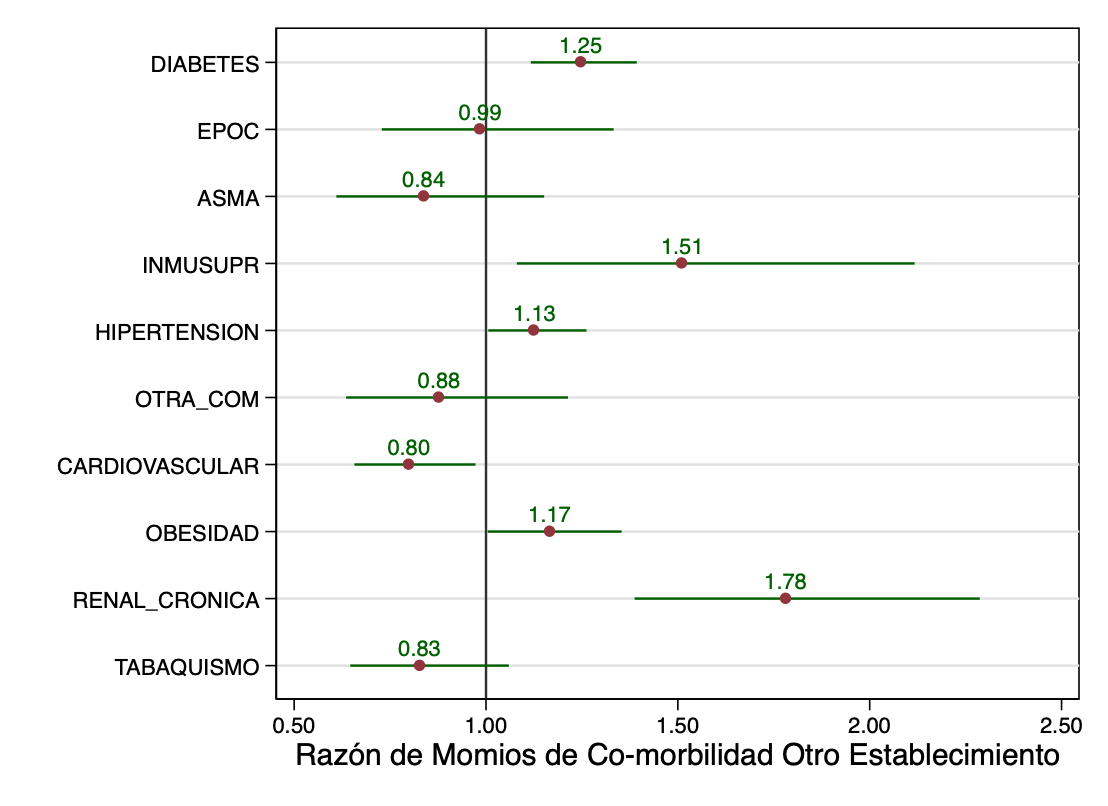 DIABETES 1.25
EPOC 0.99
ASMA 0.84
INMUSUPR 1.51
HIPERTENSION 1.13
OTRA_COM 0.88
CARDIOVASCULAR 0.80
OBESIDAD 1.17
RENAL_CRONICA 1.78
TABAQUISMO 0.83
0.50 1.00 1.50 2.00 2.50
Razón de Momios de Co-morbilidad Otro Establecimiento